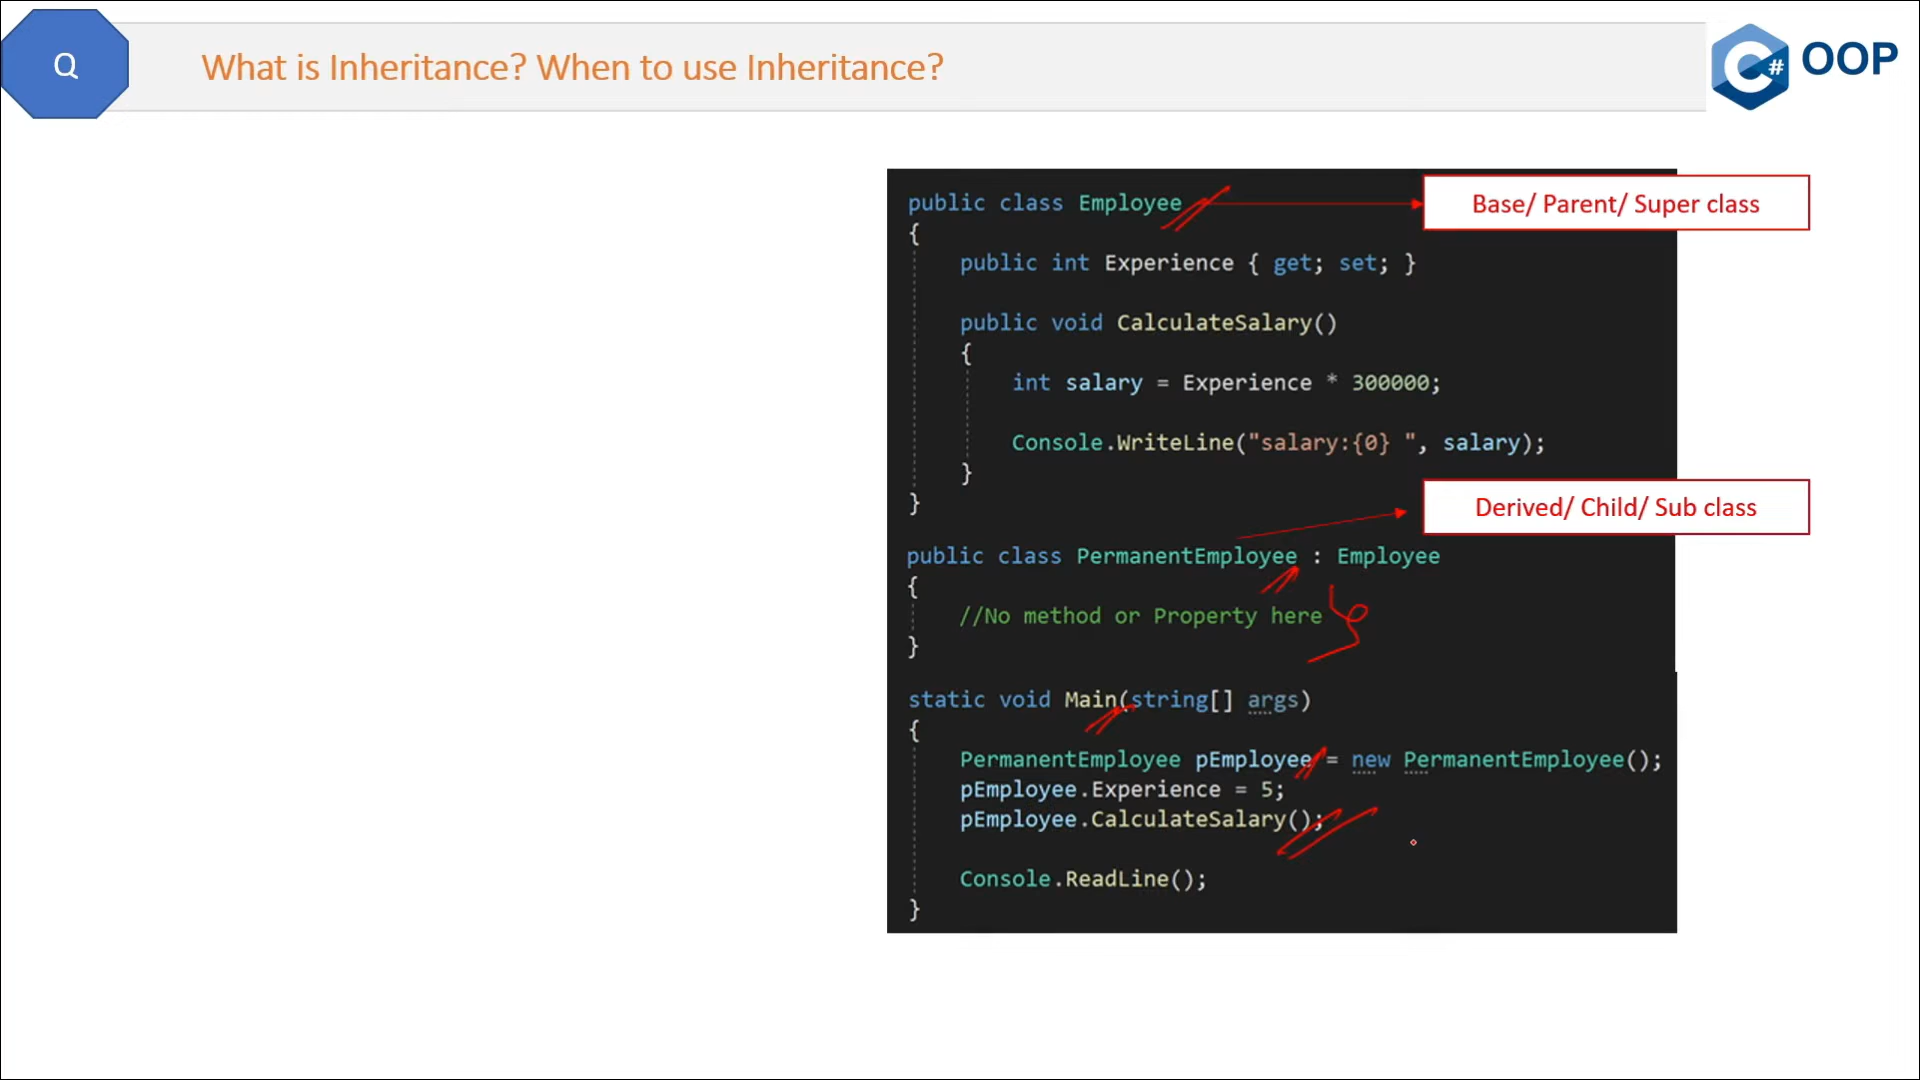 Q
What is Inheritance? When to use Inheritance?
C# OOP
public class Employee
Base/ Parent/ Super class
{
public int Experience { get; set; }
public void CalculateSalary()
{
int salary = Experience * 300000;
Console.WriteLine("salary:{0} ", salary);
}
}
Derived/ Child/ Sub class
public class PermanentEmployee : Employee
{
//No method or Property here
}
static void Main(string[] args)
{
PermanentEmployee pEmployee = new PermanentEmployee();
pEmployee.Experience = 5;
pEmployee.CalculateSalary();
Console.ReadLine();
}